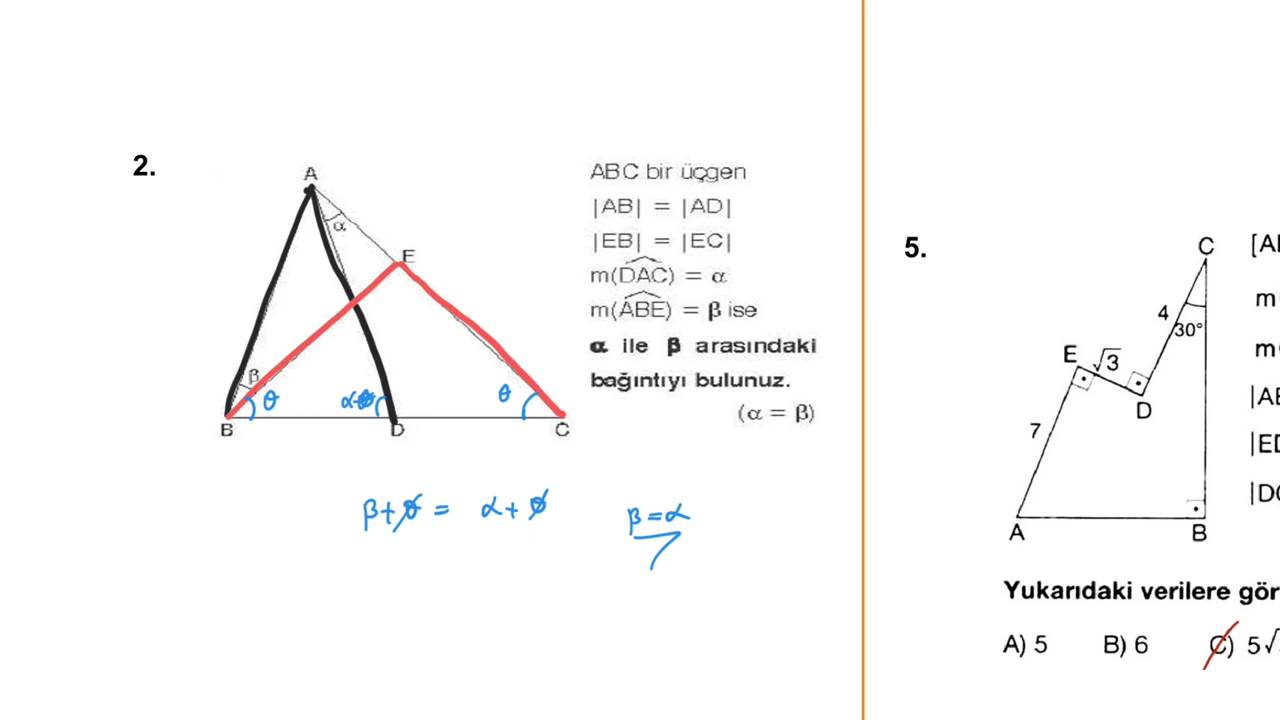 2.
A
α
E
β
θ
α+θ
θ
B
D
C
ABC bir üçgen
|AB| = |AD|
|EB| = |EC|
m(DAC) = α
m(ABE) = β ise
α ile β arasındaki
bağıntıyı bulunuz.
(α = β)
β+θ = α+θ
β=α
5.
C
4
30°
E
√3
D
7
A
B
[A
m
m
|A
|E
|D
Yukarıdaki verilere gör
A) 5 B) 6 C) 5√